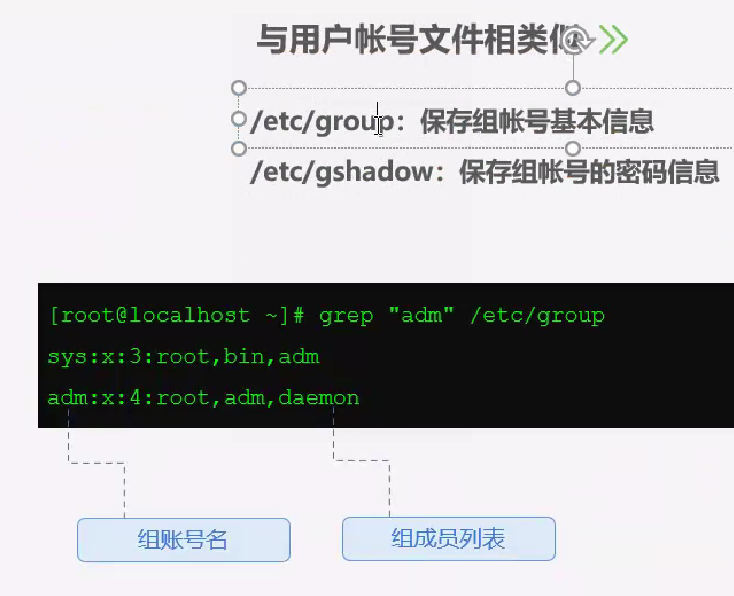 与用户帐号文件相类
/etc/group：保存组帐号基本信息
/etc/gshadow：保存组帐号的密码信息
[root@localhost ~]# grep "adm" /etc/group
sys:x:3:root,bin,adm
adm:x:4:root,adm,daemon
组账号名
组成员列表